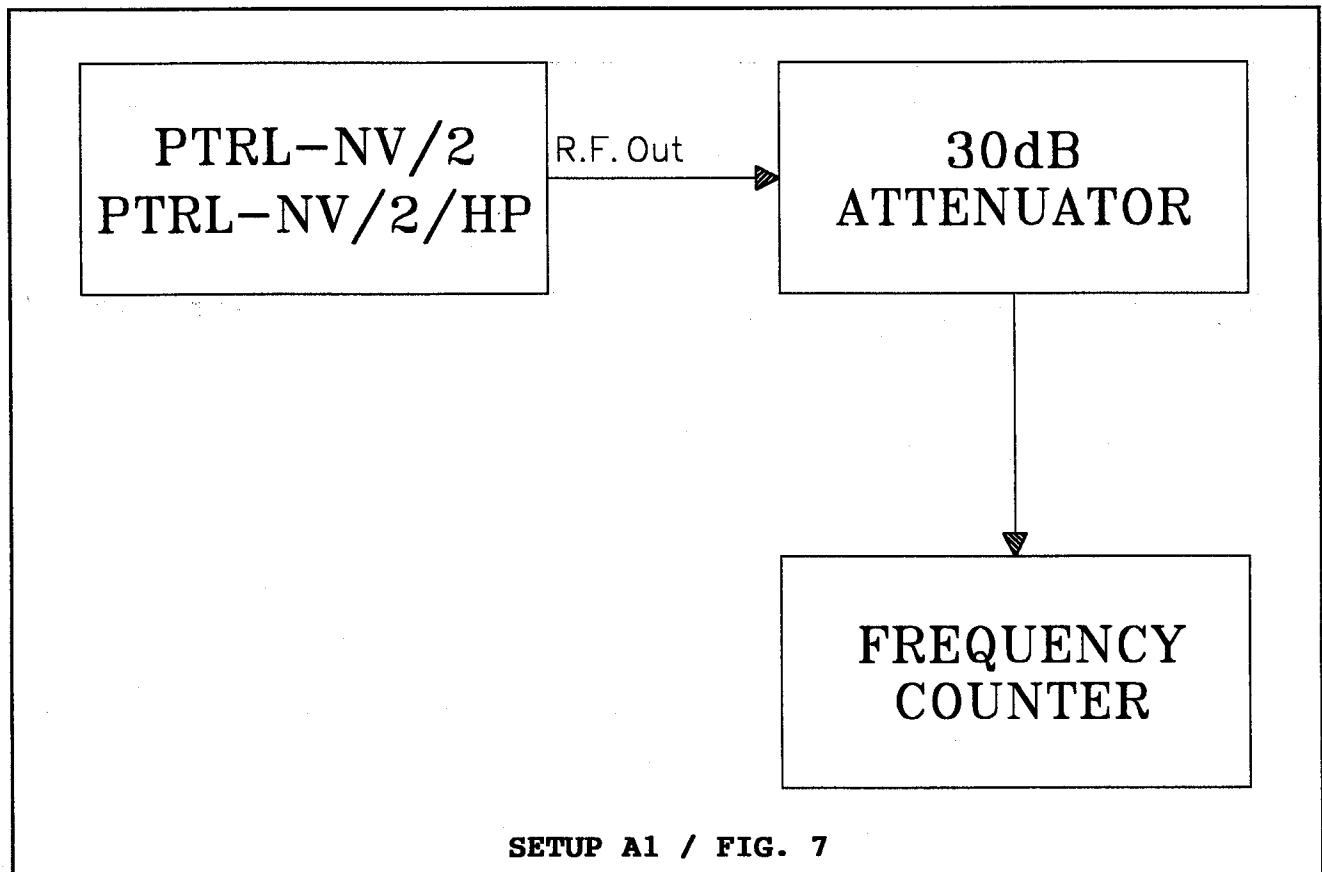 PTRL-NV/2
PTRL-NV/2/HP
R.F. Out
30dB
ATTENUATOR
FREQUENCY
COUNTER
SETUP A1 / FIG. 7